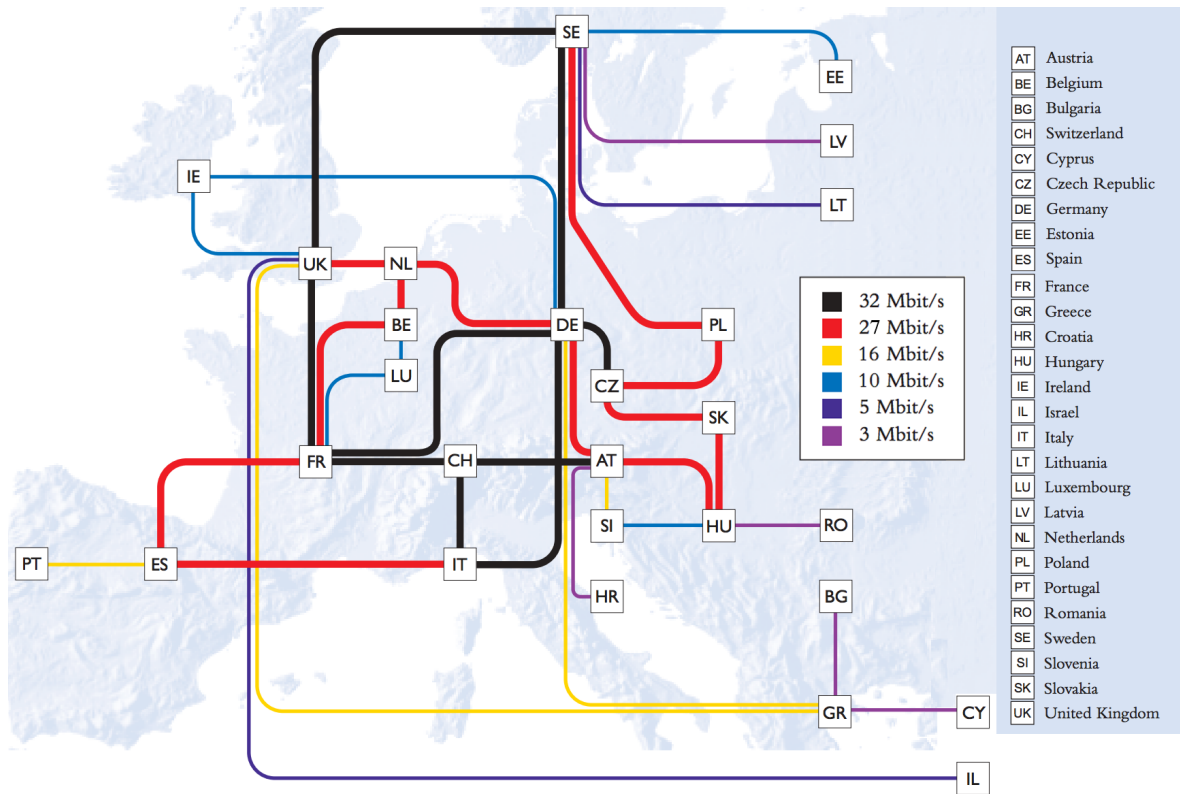 SE
EE
LV
IE
LT
UK
NL
BE
DE
PL
LU
CZ
SK
FR
CH
AT
SI
HU
RO
PT
ES
IT
HR
BG
GR
CY
IL
32 Mbit/s
27 Mbit/s
16 Mbit/s
10 Mbit/s
5 Mbit/s
3 Mbit/s
AT Austria
BE Belgium
BG Bulgaria
CH Switzerland
CY Cyprus
CZ Czech Republic
DE Germany
EE Estonia
ES Spain
FR France
GR Greece
HR Croatia
HU Hungary
IE Ireland
IL Israel
IT Italy
LT Lithuania
LU Luxembourg
LV Latvia
NL Netherlands
PL Poland
PT Portugal
RO Romania
SE Sweden
SI Slovenia
SK Slovakia
UK United Kingdom